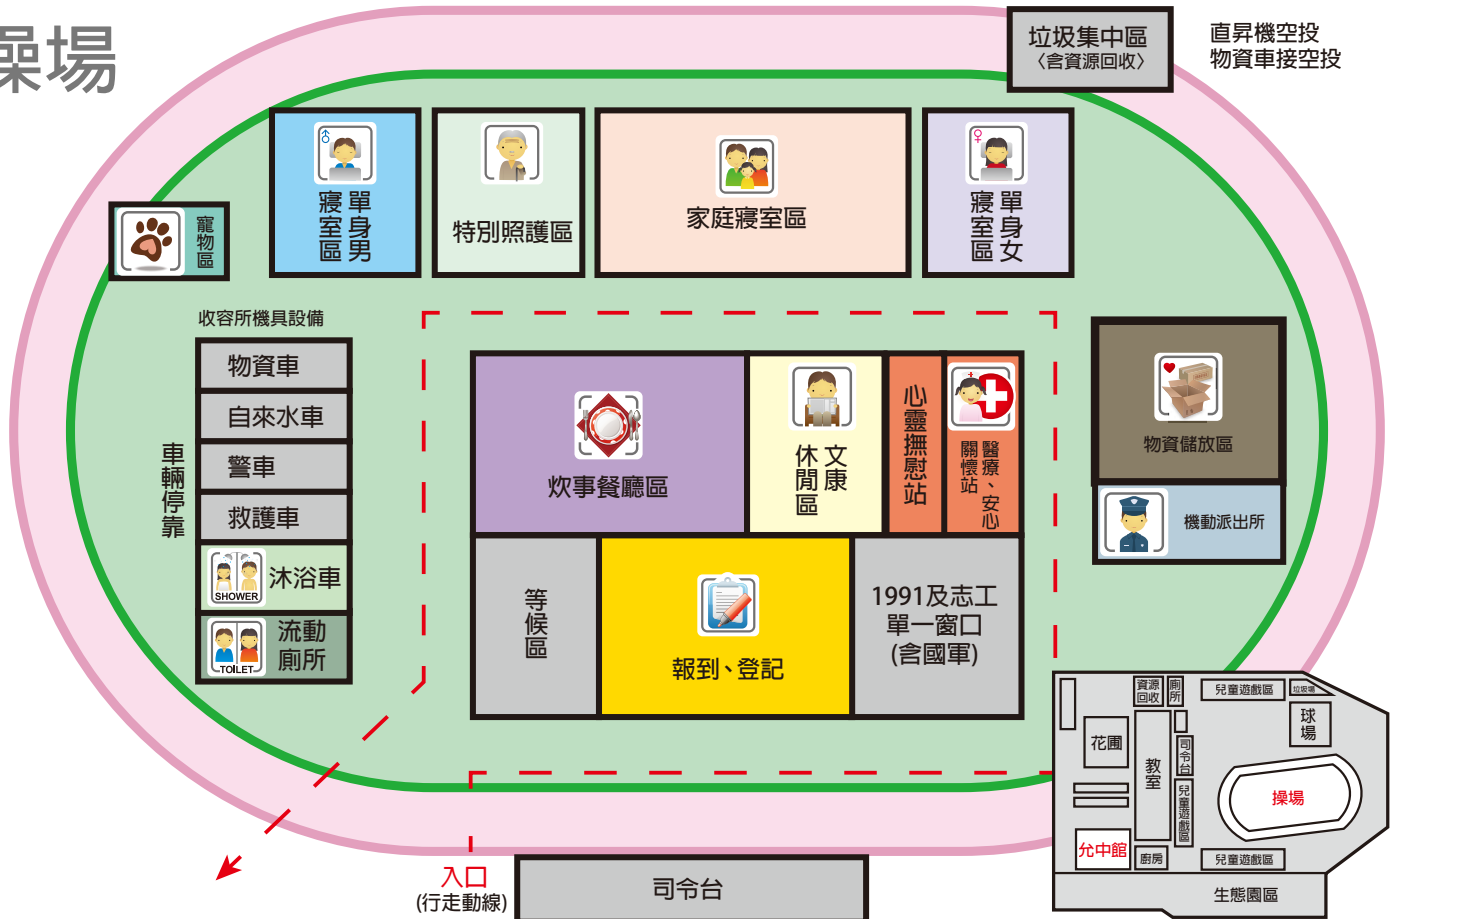 操場
垃圾集中區
〈含資源回收〉
直昇機空投
物資車接空投
單身男
寢室區
特別照護區
家庭寢室區
單身女
寢室區
寵物區
收容所機具設備
物資車
自來水車
警車
救護車
SHOWER
沐浴車
TOILET
流動
廁所
車輛停靠
炊事餐廳區
文康
休閒區
心靈撫慰站
醫療、安心
關懷站
等候區
報到、登記
1991及志工
單一窗口
(含國軍)
物資儲放區
機動派出所
入口
(行走動線)
司令台
資源
回收
廁所
兒童遊戲區
垃圾場
球場
花圃
教室
司令台
兒童遊戲區
操場
允中館
廚房
兒童遊戲區
生態園區